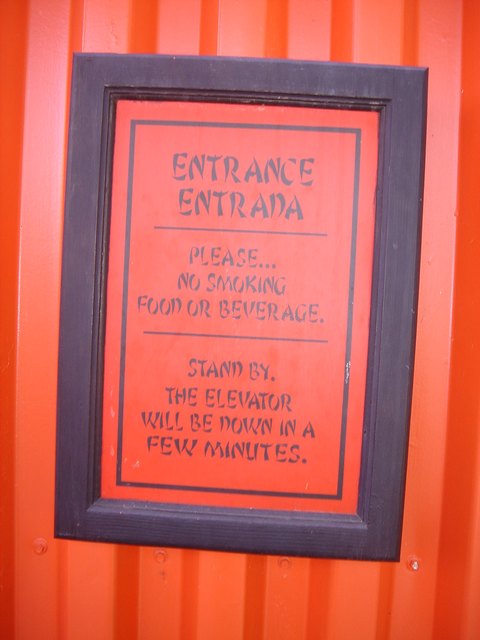 ENTRANCE
ENTRADA
PLEASE...
NO SMOKING
FOOD OR BEVERAGE.
STAND BY.
THE ELEVATOR
WILL BE DOWN IN A
FEW MINUTES.